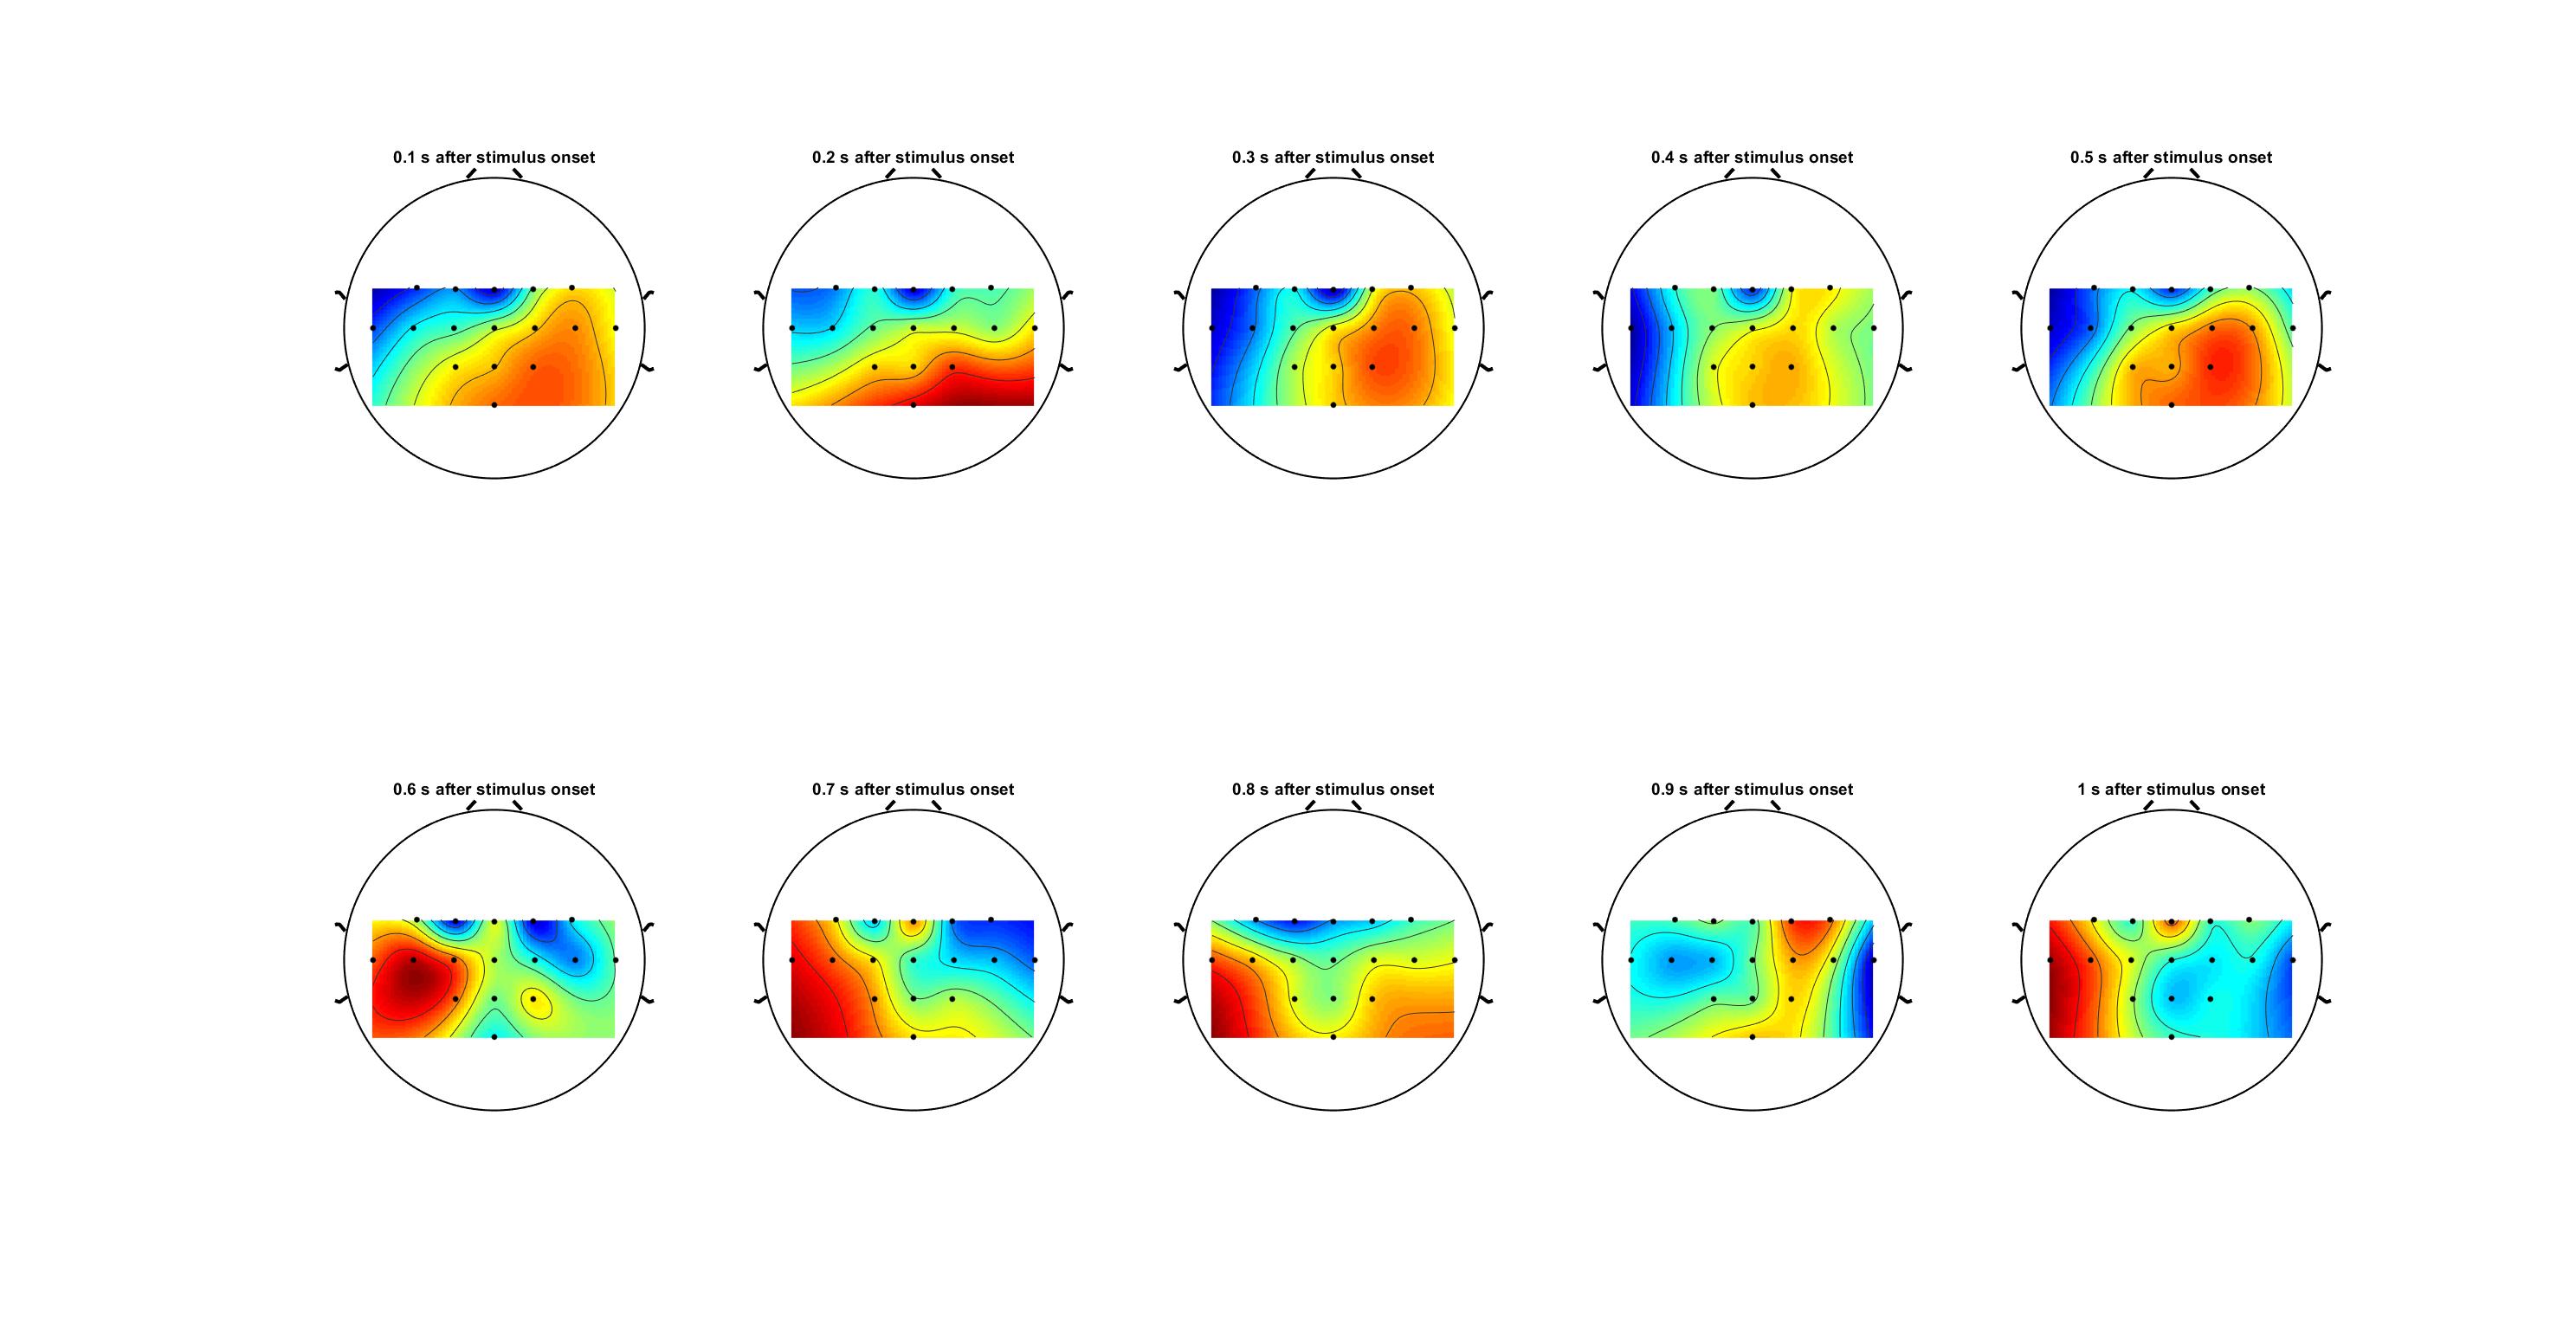 0.1 s after stimulus onset
0.2 s after stimulus onset
0.3 s after stimulus onset
0.4 s after stimulus onset
0.5 s after stimulus onset
0.6 s after stimulus onset
0.7 s after stimulus onset
0.8 s after stimulus onset
0.9 s after stimulus onset
1 s after stimulus onset